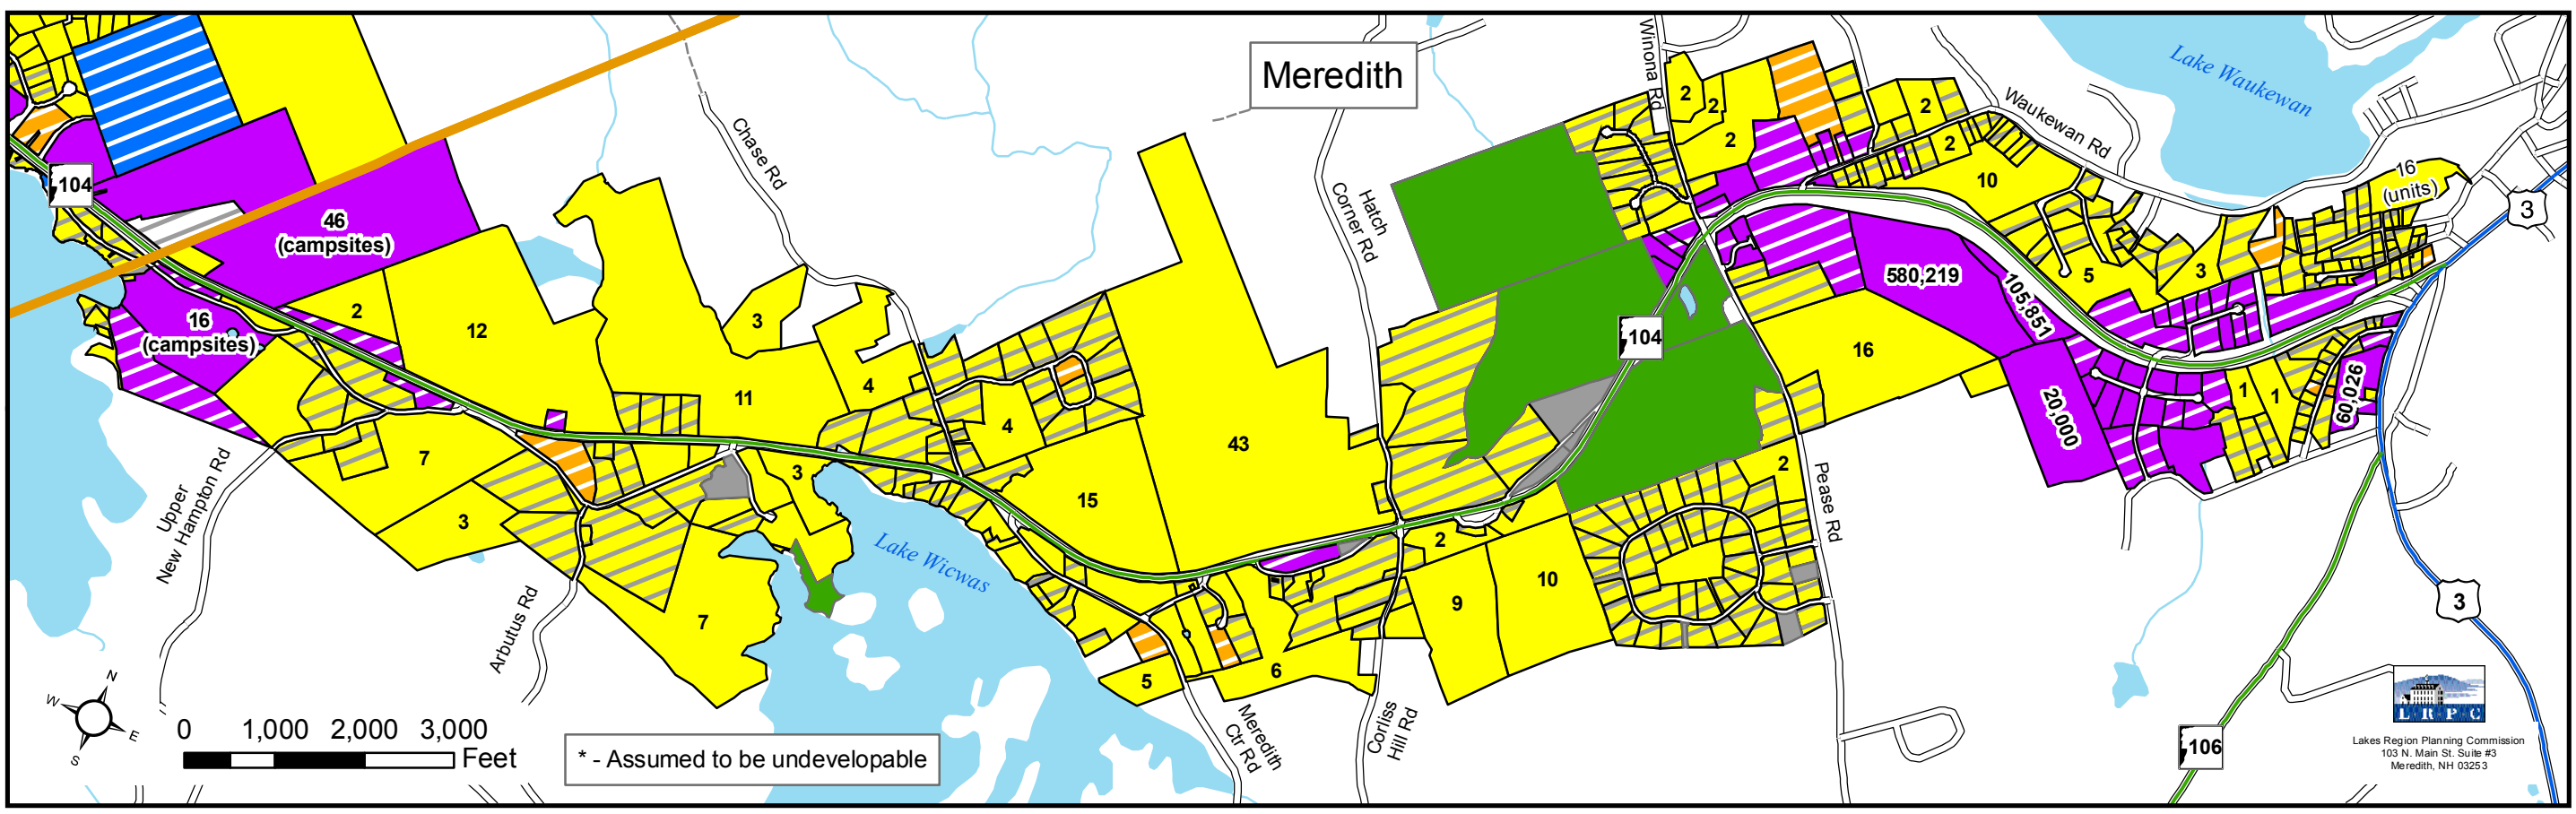 Meredith
Lake Waukewan
Waukewan Rd
Winona Rd
Chase Rd
Hatch
Corner Rd
104
46
(campsites)
16
(campsites)
2
12
3
4
11
4
43
15
7
3
7
3
5
6
2
9
10
2
2
2
2
2
2
10
16
(units)
3
5
3
580,219
105,851
16
104
20,000
1
1
60,026
Upper
New Hampton Rd
Arbutus Rd
Lake Wicwas
Meredith
Ctr Rd
Corliss
Hill Rd
Pease Rd
3
106
N
W
E
S
0 1,000 2,000 3,000
Feet
* - Assumed to be undevelopable
L R P C
Lakes Region Planning Commission
103 N. Main St. Suite #3
Meredith, NH 03253